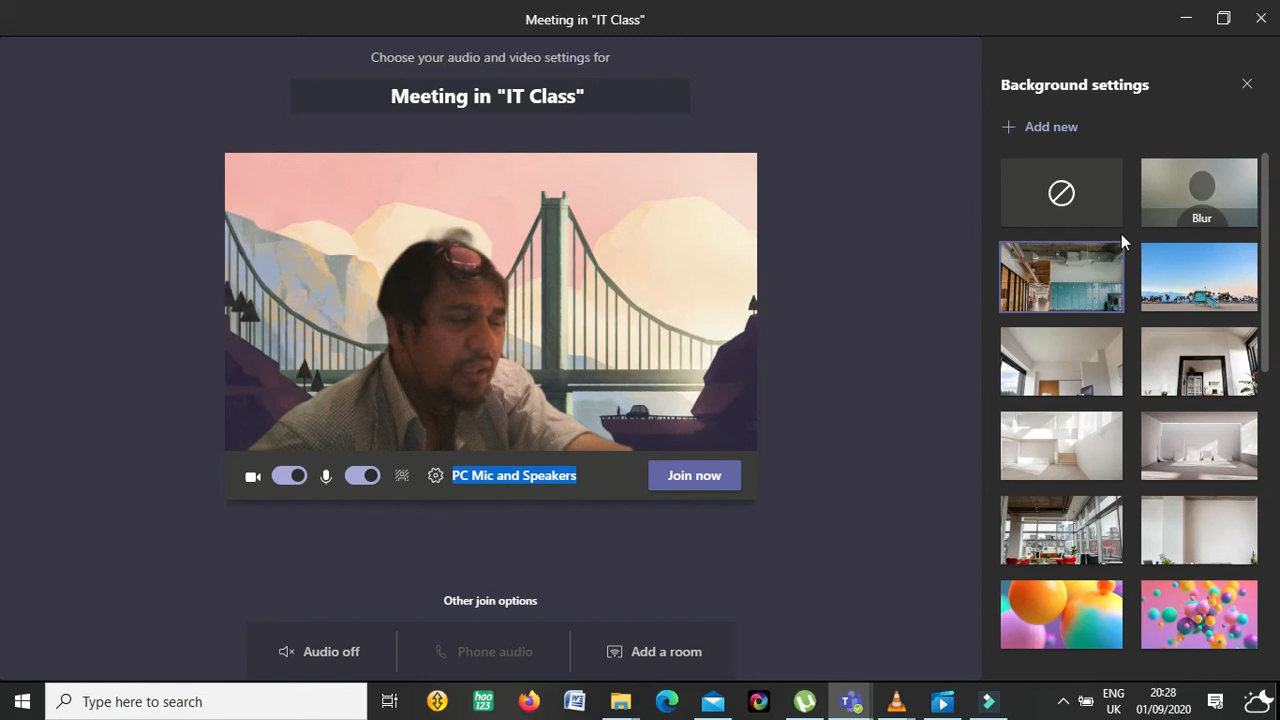 Meeting in "IT Class"
Choose your audio and video settings for
Meeting in "IT Class"
PC Mic and Speakers
Join now
Other join options
Audio off
Phone audio
Add a room
Background settings
Add new
Blur
Type here to search
hao
123
ENG
UK
20:28
01/09/2020